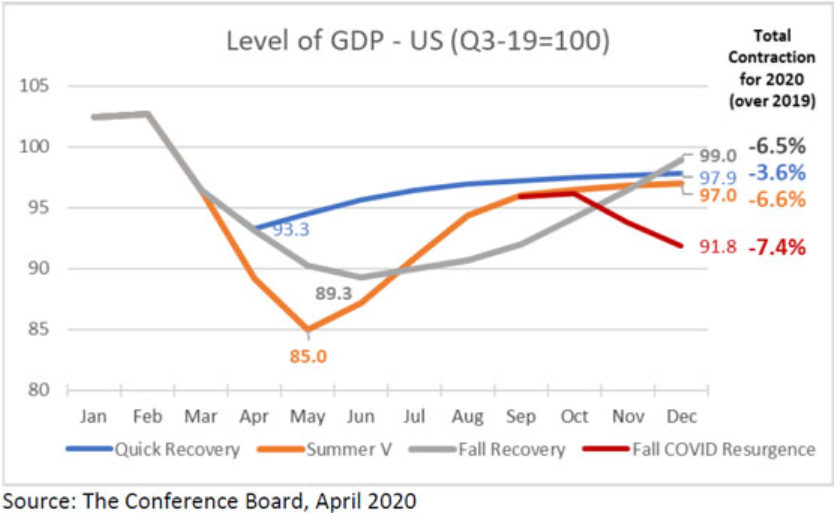 Level of GDP - US (Q3-19=100)
Total
Contraction
for 2020
(over 2019)
105
100
95
90
85
80
99.0 -6.5%
97.9 -3.6%
97.0 -6.6%
91.8 -7.4%
93.3
89.3
85.0
Jan Feb Mar Apr May Jun Jul Aug Sep Oct Nov Dec
Quick Recovery Summer V Fall Recovery Fall COVID Resurgence
Source: The Conference Board, April 2020